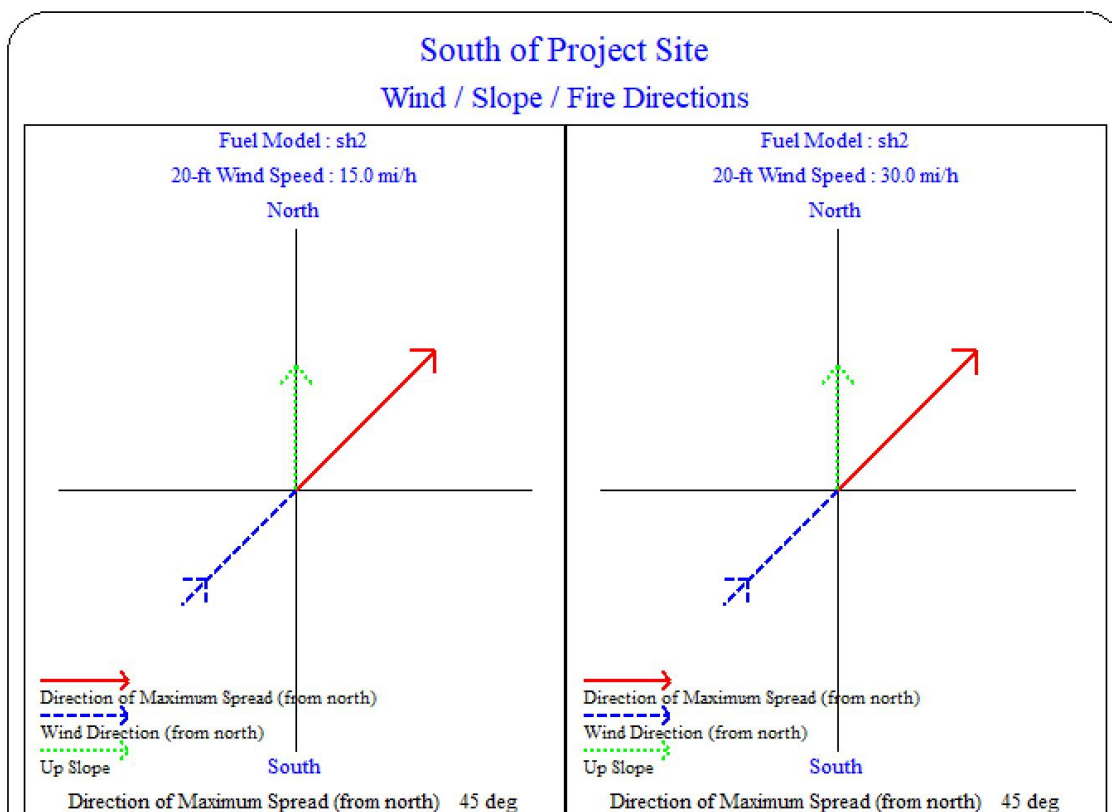 South of Project Site
Wind / Slope / Fire Directions
Fuel Model : sh2
20-ft Wind Speed : 15.0 mi/h
North
Direction of Maximum Spread (from north)
Wind Direction (from north)
Up Slope
South
Direction of Maximum Spread (from north) 45 deg
Fuel Model : sh2
20-ft Wind Speed : 30.0 mi/h
North
Direction of Maximum Spread (from north)
Wind Direction (from north)
Up Slope
South
Direction of Maximum Spread (from north) 45 deg